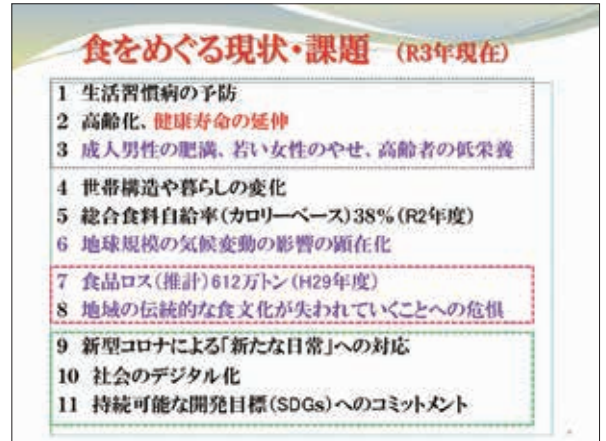 食をめぐる現状・課題 (R3年現在)
1 生活習慣病の予防
2 高齢化、健康寿命の延伸
3 成人男性の肥満、若い女性のやせ、高齢者の低栄養
4 世帯構造や暮らしの変化
5 総合食料自給率(カロリーベース)38%(R2年度)
6 地球規模の気候変動の影響の顕在化
7 食品ロス(推計)612万トン(H29年度)
8 地域の伝統的な食文化が失われていくことへの危惧
9 新型コロナによる「新たな日常」への対応
10 社会のデジタル化
11 持続可能な開発目標(SDGs)へのコミットメント